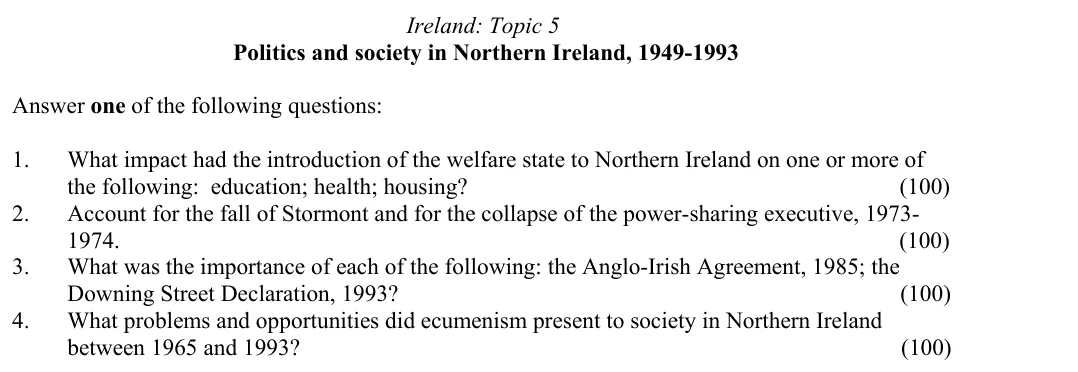 Ireland: Topic 5
Politics and society in Northern Ireland, 1949-1993
Answer one of the following questions:
1. What impact had the introduction of the welfare state to Northern Ireland on one or more of
the following: education; health; housing? (100)
2. Account for the fall of Stormont and for the collapse of the power-sharing executive, 1973-
1974. (100)
3. What was the importance of each of the following: the Anglo-Irish Agreement, 1985; the
Downing Street Declaration, 1993? (100)
4. What problems and opportunities did ecumenism present to society in Northern Ireland
between 1965 and 1993? (100)